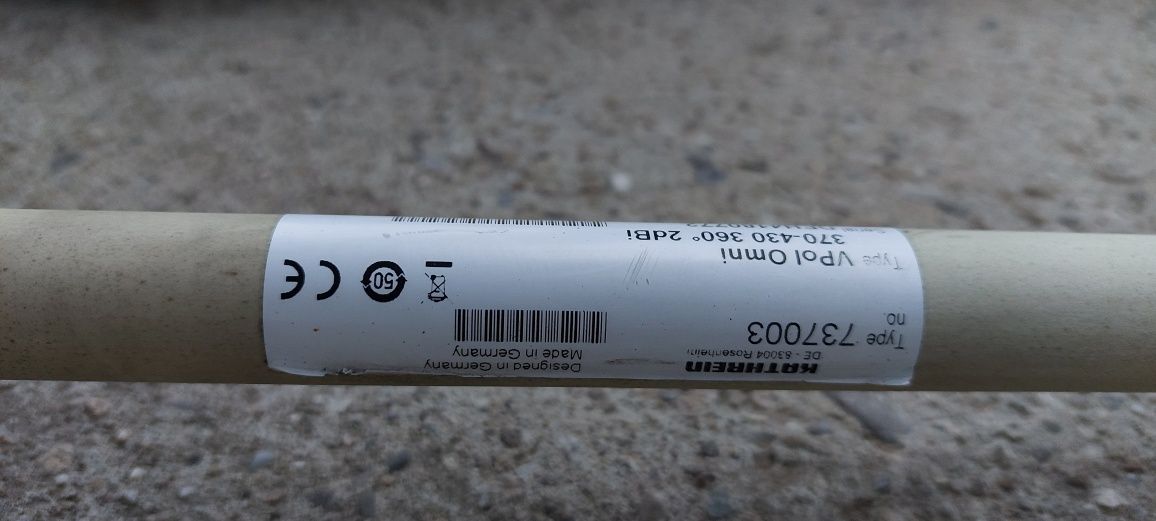 KATHREIN
DE - 83004 Rosenheim
Designed in Germany
Made in Germany
Type no. 737003
Type VPol Omni
370-430 360° 2dBi
50
CE